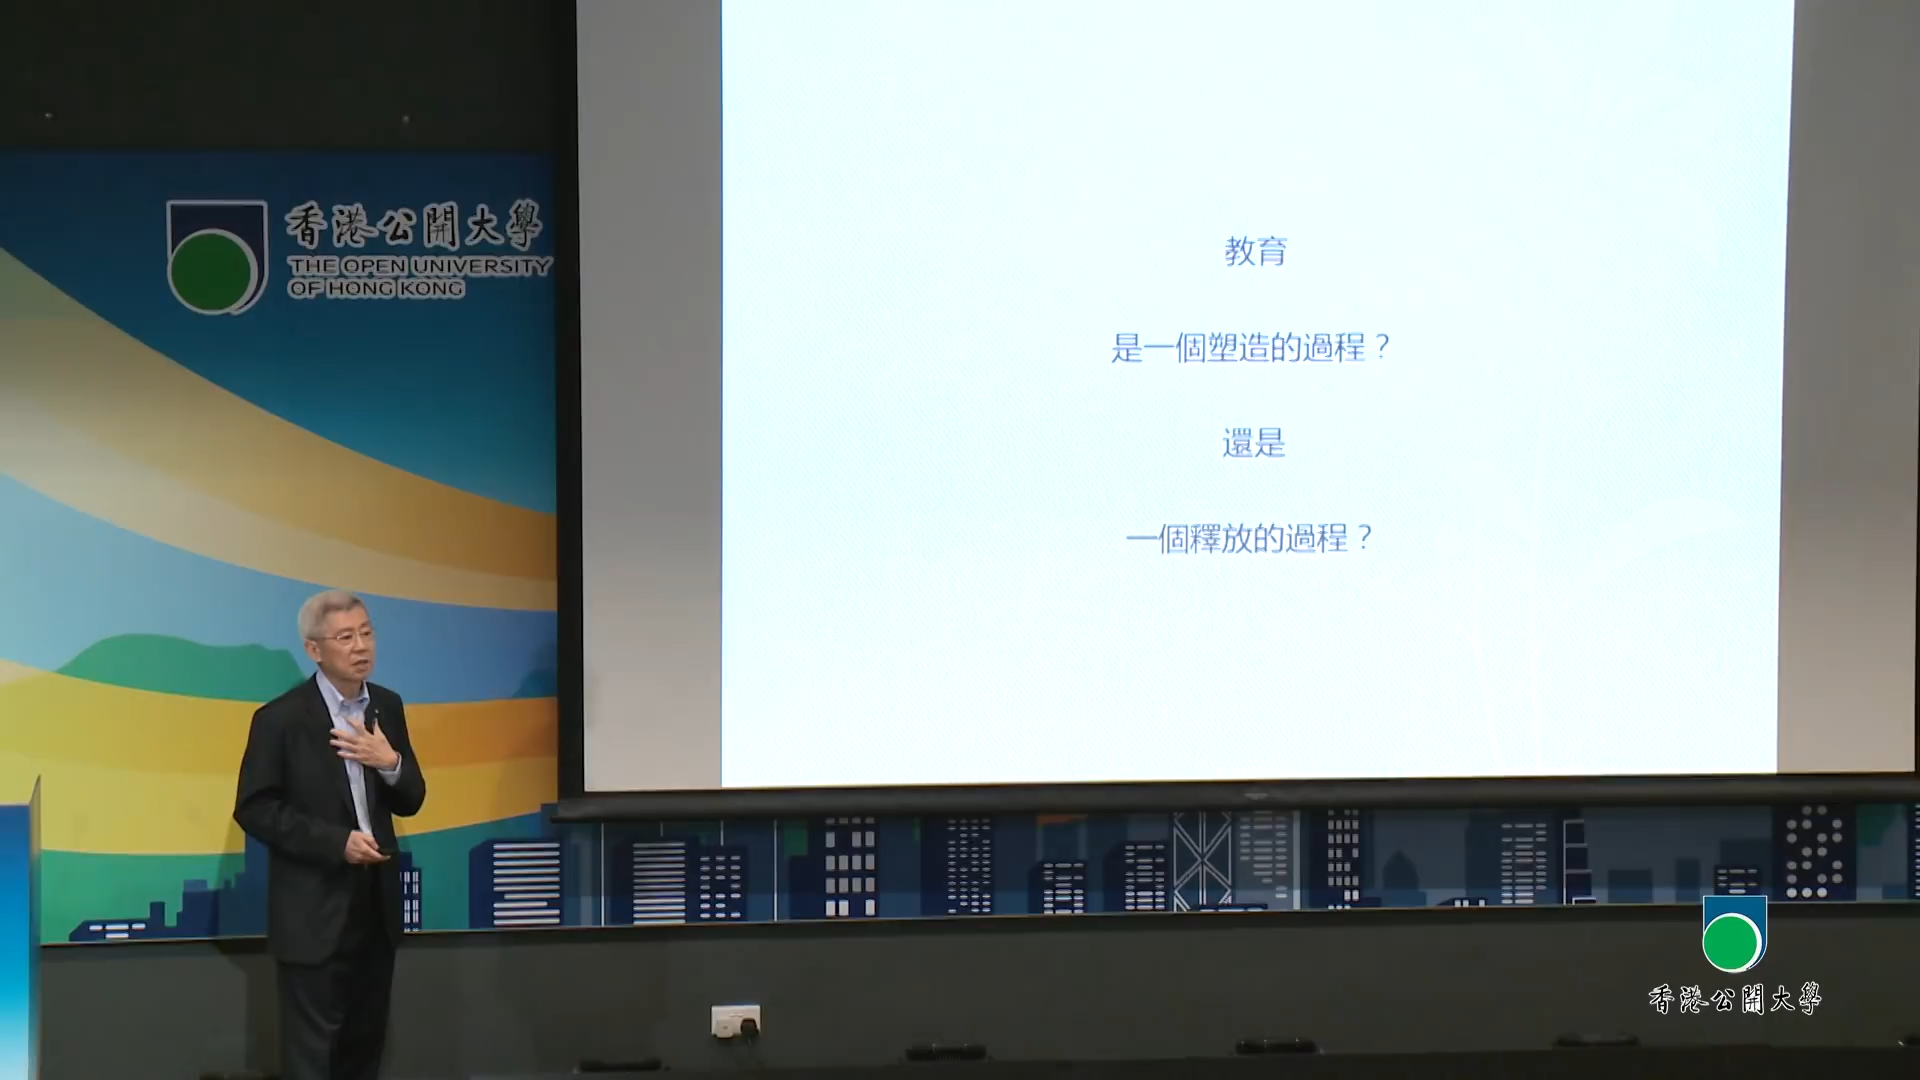 香港公開大學
THE OPEN UNIVERSITY
OF HONG KONG
教育
是一個塑造的過程？
還是
一個釋放的過程？
香港公開大學